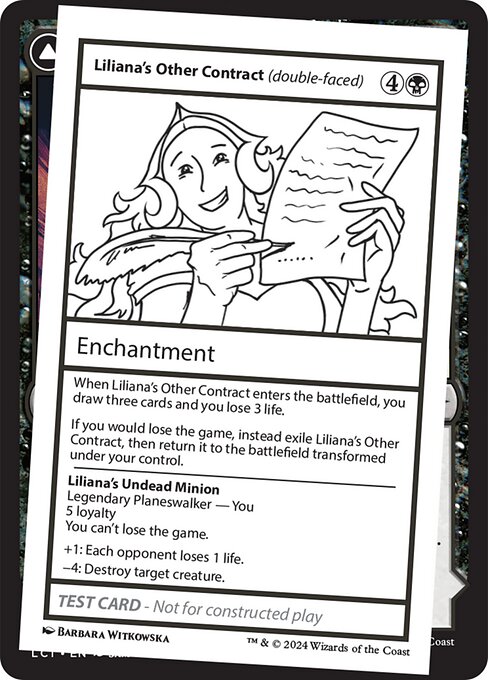 Liliana's Other Contract (double-faced) 4
Enchantment
When Liliana's Other Contract enters the battlefield, you
draw three cards and you lose 3 life.
If you would lose the game, instead exile Liliana's Other
Contract, then return it to the battlefield transformed
under your control.
Liliana's Undead Minion
Legendary Planeswalker — You
5 loyalty
You can't lose the game.
+1: Each opponent loses 1 life.
−4: Destroy target creature.
TEST CARD - Not for constructed play
Barbara Witkowska
™ & © 2024 Wizards of the Coast
Coast